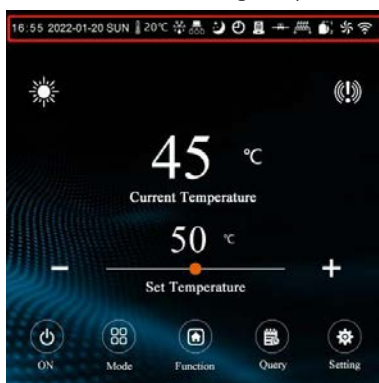 16:55 2022-01-20 SUN 20℃
45 ℃
Current Temperature
50 ℃
Set Temperature
ON Mode Function Query Setting